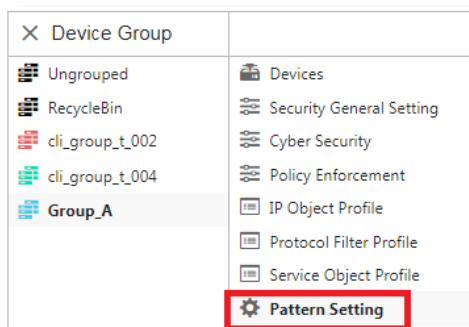 Device Group
Ungrouped
RecycleBin
cli_group_t_002
cli_group_t_004
Group_A
Devices
Security General Setting
Cyber Security
Policy Enforcement
IP Object Profile
Protocol Filter Profile
Service Object Profile
Pattern Setting